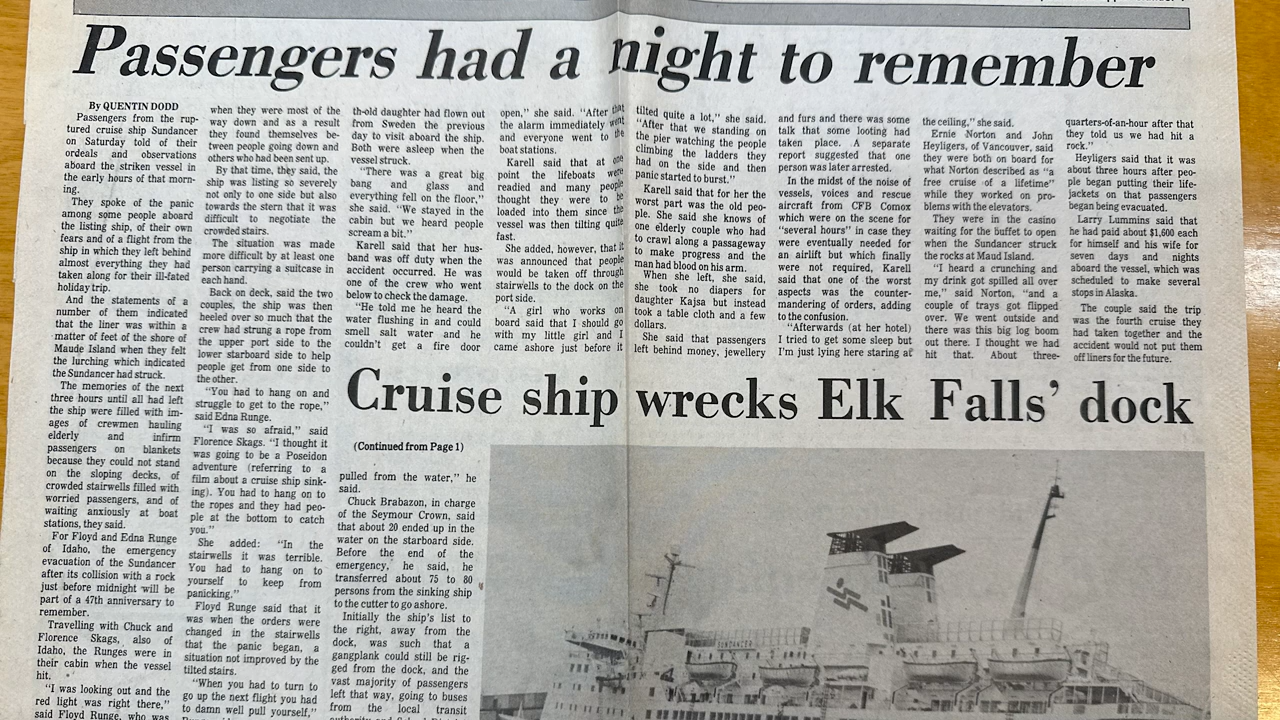 Passengers had a night to remember
By QUENTIN DODD
Passengers from the rup-
tured cruise ship Sundancer
on Saturday told of their
ordeals and observations
aboard the striken vessel in
the early hours of that morn-
ing.
They spoke of the panic
among some people aboard
the listing ship, of their own
fears and of a flight from the
ship in which they left behind
almost everything they had
taken along for their ill-fated
holiday trip.
And the statements of a
number of them indicated
that the liner was within a
matter of feet of the shore of
Maude Island when they felt
the lurching which indicated
the Sundancer had struck.
The memories of the next
three hours until all had left
the ship were filled with im-
ages of crewmen hauling
elderly and infirm
passengers on blankets
because they could not stand
on the sloping decks, of
crowded stairwells filled with
worried passengers, and of
waiting anxiously at boat
stations, they said.
For Floyd and Edna Runge
of Idaho, the emergency
evacuation of the Sundancer
after its collision with a rock
just before midnight will be
part of a 47th anniversary to
remember.
Travelling with Chuck and
Florence Skags, also of
Idaho, the Runges were in
their cabin when the vessel
hit,
"I was looking out and the
red light was right there,"
said Floyd Runge, who was
when they were most of the
way down and as a result
they found themselves be-
tween people going down and
others who had been sent up.
By that time, they said, the
ship was listing so severely
not only to one side but also
towards the stern that it was
difficult to negotiate the
crowded stairs.
The situation was made
more difficult by at least one
person carrying a suitcase in
each hand.
Back on deck, said the two
couples, the ship was then
heeled over so much that the
crew had strung a rope from
the upper port side to the
lower starboard side to help
people get from one side to
the other.
"You had to hang on and
struggle to get to the rope,"
said Edna Runge.
"I was so afraid," said
Florence Skags. "I thought it
was going to be a Poseidon
adventure (referring to a
film about a cruise ship sink-
ing). You had to hang on to
the ropes and they had peo-
ple at the bottom to catch
you."
She added: "In the
stairwells it was terrible.
You had to hang on to
yourself to keep from
panicking."
Floyd Runge said that it
was when the orders were
changed in the stairwells
that the panic began, a
situation not improved by the
tilted stairs.
"When you had to turn to
go up the next flight you had
to damn well pull yourself,"
th-old daughter had flown out
from Sweden the previous
day to visit aboard the ship.
Both were asleep when the
vessel struck.
"There was a great big
bang and glass and
everything fell on the floor,"
she said. "We stayed in the
cabin but we heard people
scream a bit."
Karell said that her hus-
band was off duty when the
accident occurred. He was
one of the crew who went
below to check the damage.
"He told me he heard the
water flushing in and could
smell salt water and he
couldn't get a fire door
open," she said. "After that
the alarm immediately went
and everyone went to the
boat stations.
Karell said that at one
point the lifeboats were
readied and many people
thought they were to be
loaded into them since the
vessel was then tilting quite
fast.
She added, however, that it
was announced that people
would be taken off through
stairwells to the dock on the
port side.
"A girl who works on
board said that I should go
with my little girl and I
came ashore just before it
tilted quite a lot," she said.
"After that we standing on
the pier watching the people
climbing the ladders they
had on the side and then
panic started to burst."
Karell said that for her the
worst part was the old peo-
ple. She said she knows of
one elderly couple who had
to crawl along a passageway
to make progress and the
man had blood on his arm.
When she left, she said,
she took no diapers for
daughter Kajsa but instead
took a table cloth and a few
dollars.
She said that passengers
left behind money, jewellery
and furs and there was some
talk that some looting had
taken place. A separate
report suggested that one
person was later arrested.
In the midst of the noise of
vessels, voices and rescue
aircraft from CFB Comox
which were on the scene for
"several hours" in case they
were eventually needed for
an airlift but which finally
were not required, Karell
said that one of the worst
aspects was the counter-
manding of orders, adding
to the confusion.
"Afterwards (at her hotel)
I tried to get some sleep but
I'm just lying here staring at
the ceiling," she said.
Ernie Norton and John
Heyligers, of Vancouver, said
they were both on board for
what Norton described as "a
free cruise of a lifetime"
while they worked on pro-
blems with the elevators.
They were in the casino
waiting for the buffet to open
when the Sundancer struck
the rocks at Maud Island.
"I heard a crunching and
my drink got spilled all over
me," said Norton, "and a
couple of trays got flipped
over. We went outside and
there was this big log boom
out there. I thought we had
hit that. About three-
quarters-of-an-hour after that
they told us we had hit a
rock."
Heyligers said that it was
about three hours after peo-
ple began putting their life-
jackets on that passengers
began being evacuated.
Larry Lummins said that
he had paid about $1,600 each
for himself and his wife for
seven days and nights
aboard the vessel, which was
scheduled to make several
stops in Alaska.
The couple said the trip
was the fourth cruise they
had taken together and the
accident would not put them
off liners for the future.
Cruise ship wrecks Elk Falls' dock
(Continued from Page 1)
pulled from the water," he
said.
Chuck Brabazon, in charge
of the Seymour Crown, said
that about 20 ended up in the
water on the starboard side.
Before the end of the
emergency, he said, he
transferred about 75 to 80
persons from the sinking ship
to the cutter to go ashore.
Initially the ship's list to
the right, away from the
dock, was such that a
gangplank could still be rig-
ged from the dock, and the
vast majority of passengers
left that way, going to buses
from the local transit
SUNDANCER